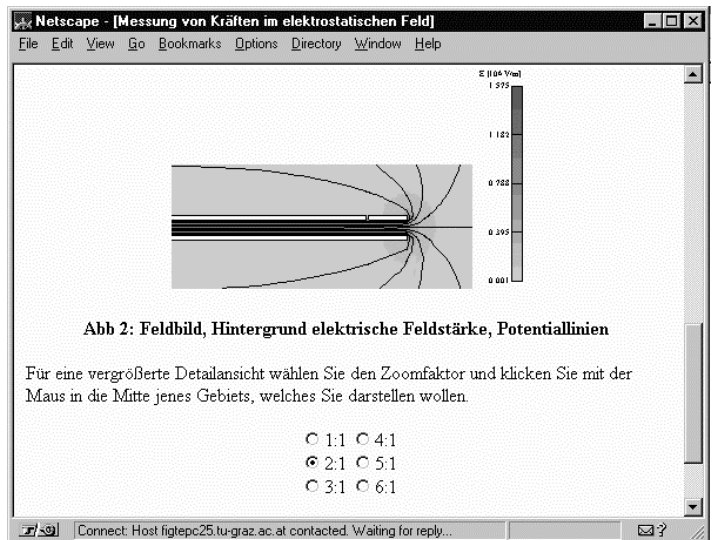 Netscape - [Messung von Kräften im elektrostatischen Feld]
File Edit View Go Bookmarks Options Directory Window Help
E [106 V/m]
1.575
1.182
0.788
0.395
0.001
Abb 2: Feldbild, Hintergrund elektrische Feldstärke, Potentiallinien
Für eine vergrößerte Detailansicht wählen Sie den Zoomfaktor und klicken Sie mit der
Maus in die Mitte jenes Gebiets, welches Sie darstellen wollen.
1:1 4:1
2:1 5:1
3:1 6:1
Connect: Host figtepc25.tu-graz.ac.at contacted. Waiting for reply...
?